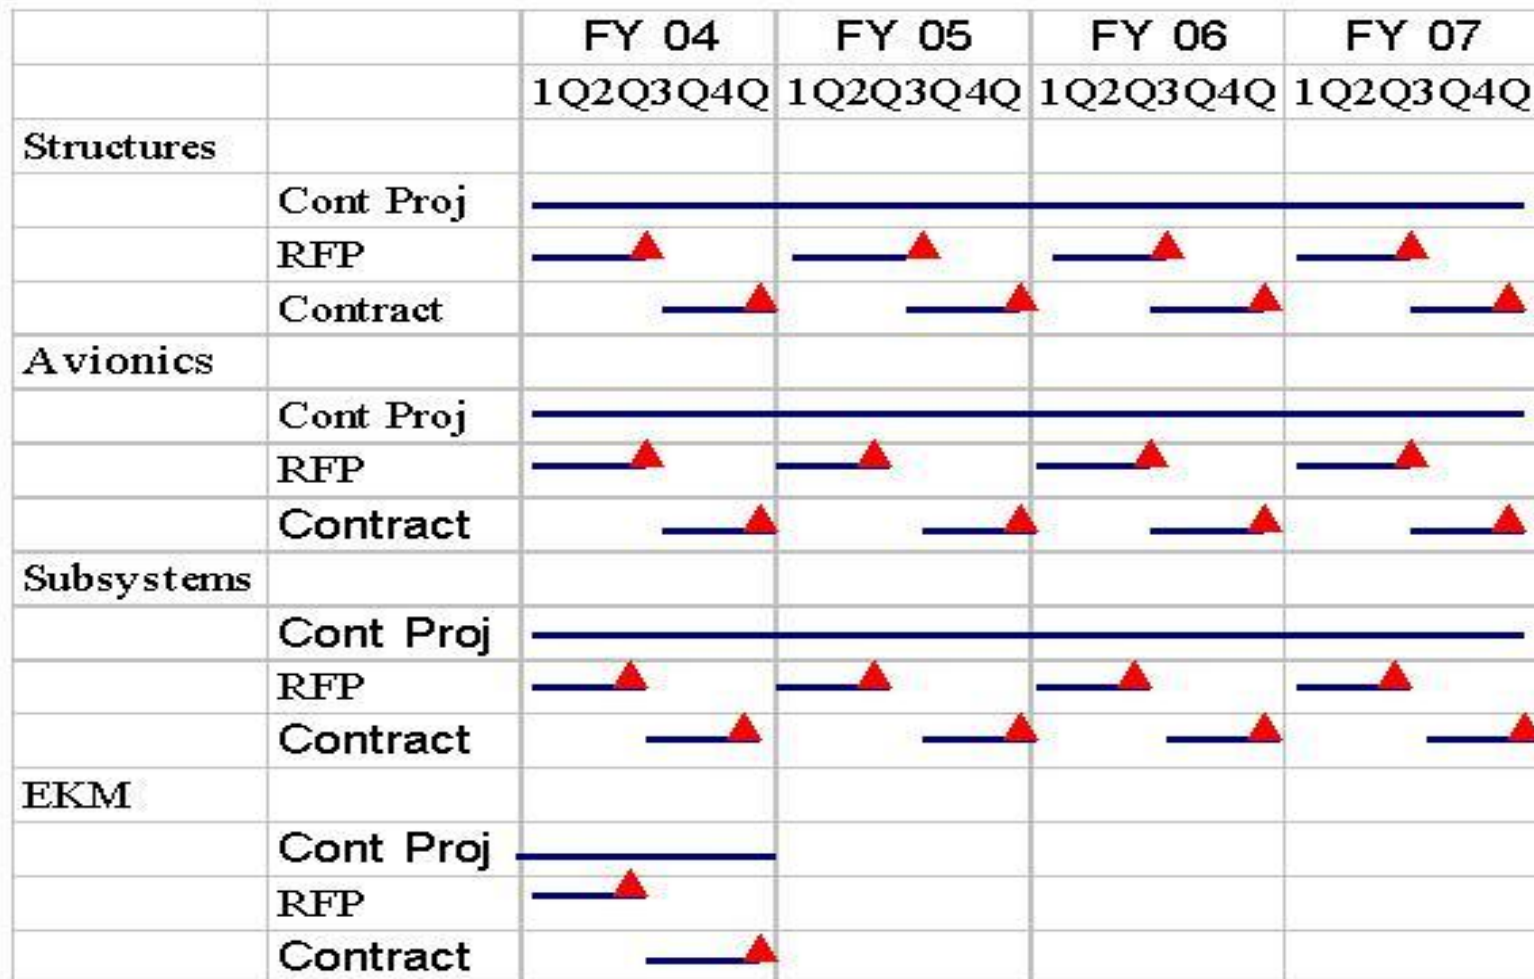 FY 04 FY 05 FY 06 FY 07
1Q2Q3Q4Q 1Q2Q3Q4Q 1Q2Q3Q4Q 1Q2Q3Q4Q
Structures
Cont Proj
RFP
Contract
Avionics
Cont Proj
RFP
Contract
Subsystems
Cont Proj
RFP
Contract
EKM
Cont Proj
RFP
Contract